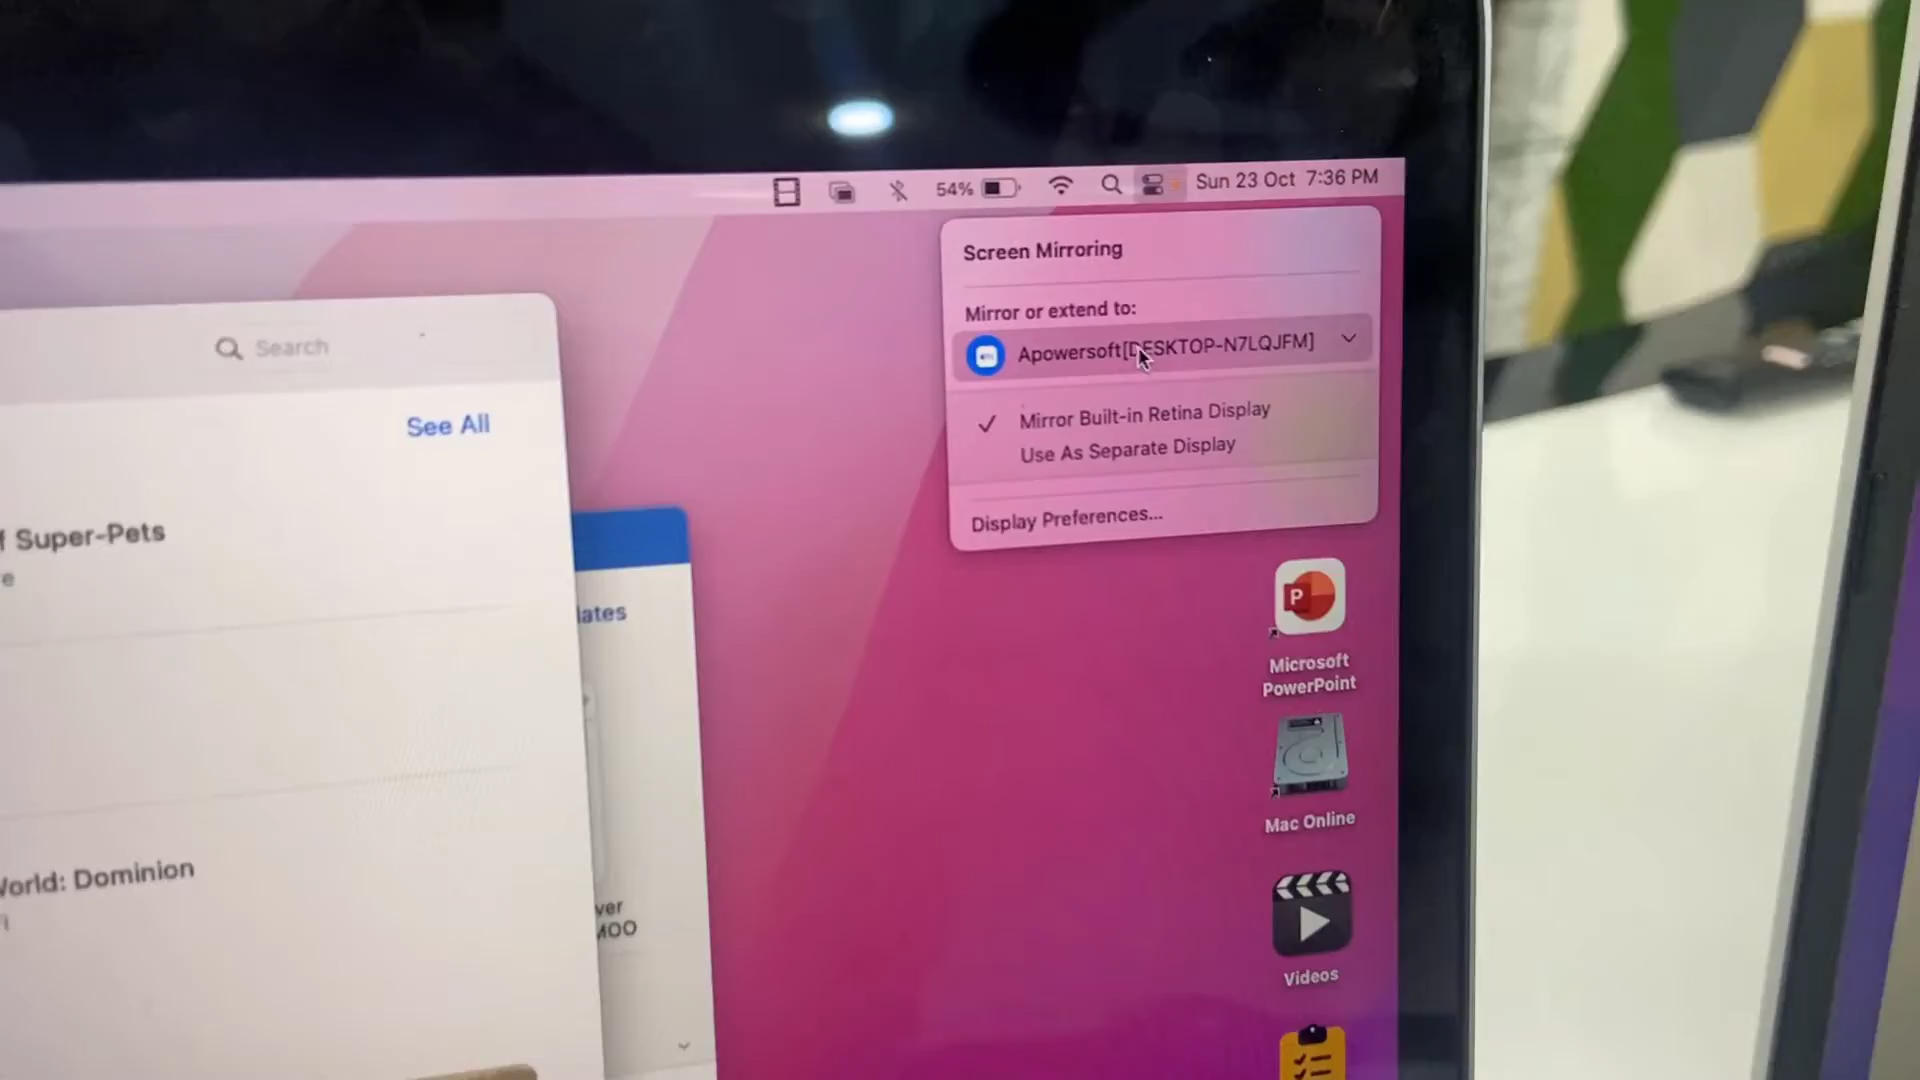 54%
Sun 23 Oct 7:36 PM
Screen Mirroring
Mirror or extend to:
Apowersoft[DESKTOP-N7LQJFM]
✓ Mirror Built-in Retina Display
Use As Separate Display
Display Preferences...
Search
See All
f Super-Pets
e
lates
World: Dominion
ver
MOO
P
Microsoft
PowerPoint
Mac Online
Videos